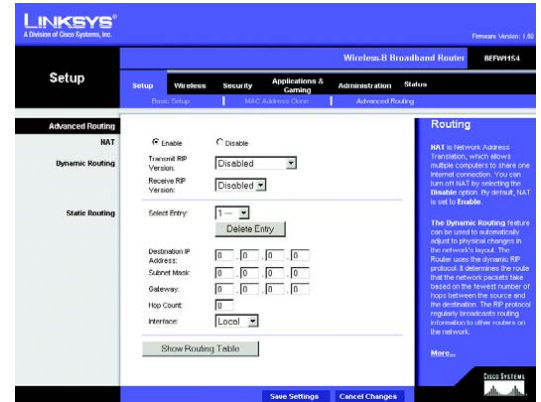 LINKSYS®
A Division of Cisco Systems, Inc.
Firmware Version: 1.60
Wireless-B Broadband Router
BEFW11S4
Setup
Setup
Wireless
Security
Applications & Gaming
Administration
Status
Basic Setup
MAC Address Clone
Advanced Routing
Advanced Routing
NAT
Enable
Disable
Dynamic Routing
Transmit RIP Version:
Disabled
Receive RIP Version:
Disabled
Static Routing
Select Entry:
1 —
Delete Entry
Destination IP Address:
0 . 0 . 0 . 0
Subnet Mask:
0 . 0 . 0 . 0
Gateway:
0 . 0 . 0 . 0
Hop Count:
0
Interface:
Local
Show Routing Table
Save Settings
Cancel Changes
Routing
NAT is Network Address
Translation, which allows
multiple computers to share one
Internet connection. You can
turn off NAT by selecting the
Disable option. By default, NAT
is set to Enable.
The Dynamic Routing feature
can be used to automatically
adjust to physical changes in
the network's layout. The
Router uses the dynamic RIP
protocol. It determines the route
that the network packets take
based on the fewest number of
hops between the source and
the destination. The RIP protocol
regularly broadcasts routing
information to other routers on
the network.
More...
CISCO SYSTEMS